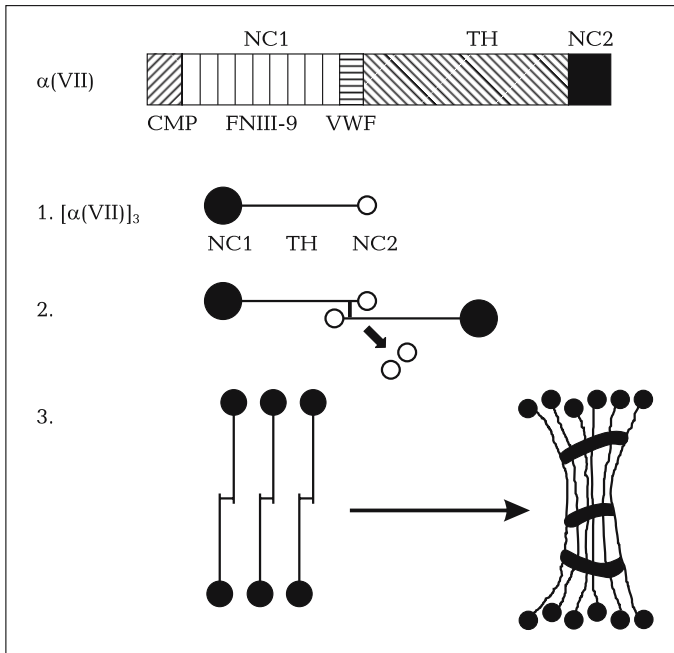 NC1 TH NC2
α(VII)
CMP FNIII-9 VWF
1. [α(VII)]₃
NC1 TH NC2
2.
3.